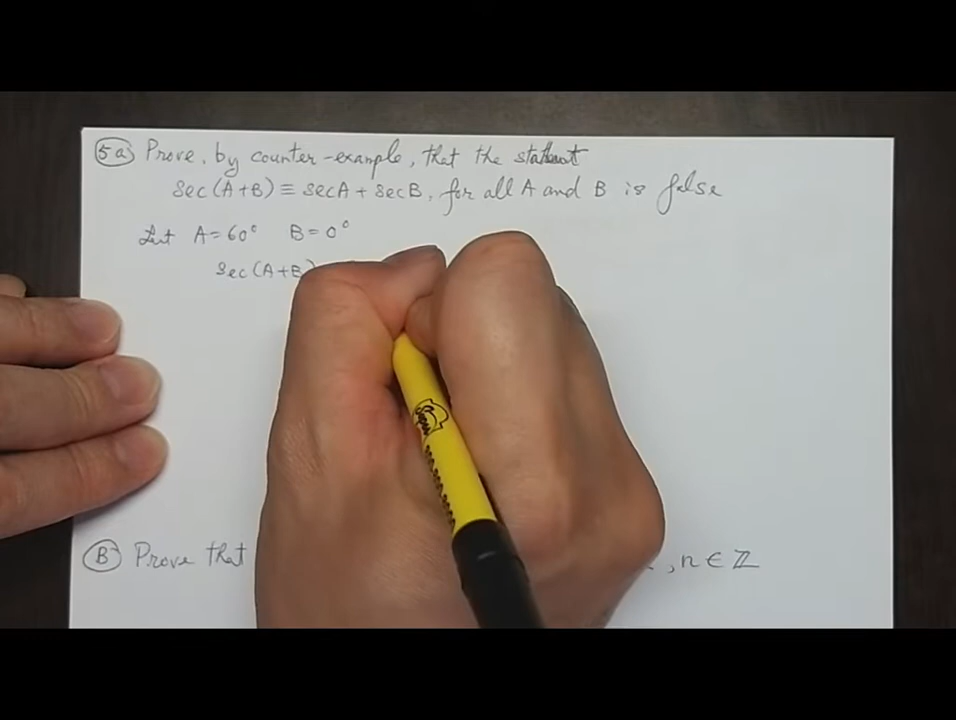 5a) Prove, by counter-example, that the statement
sec (A+B) ≡ secA + secB, for all A and B is false
Let A = 60° B = 0°
sec (A+B)
B Prove that , n ∈ ℤ